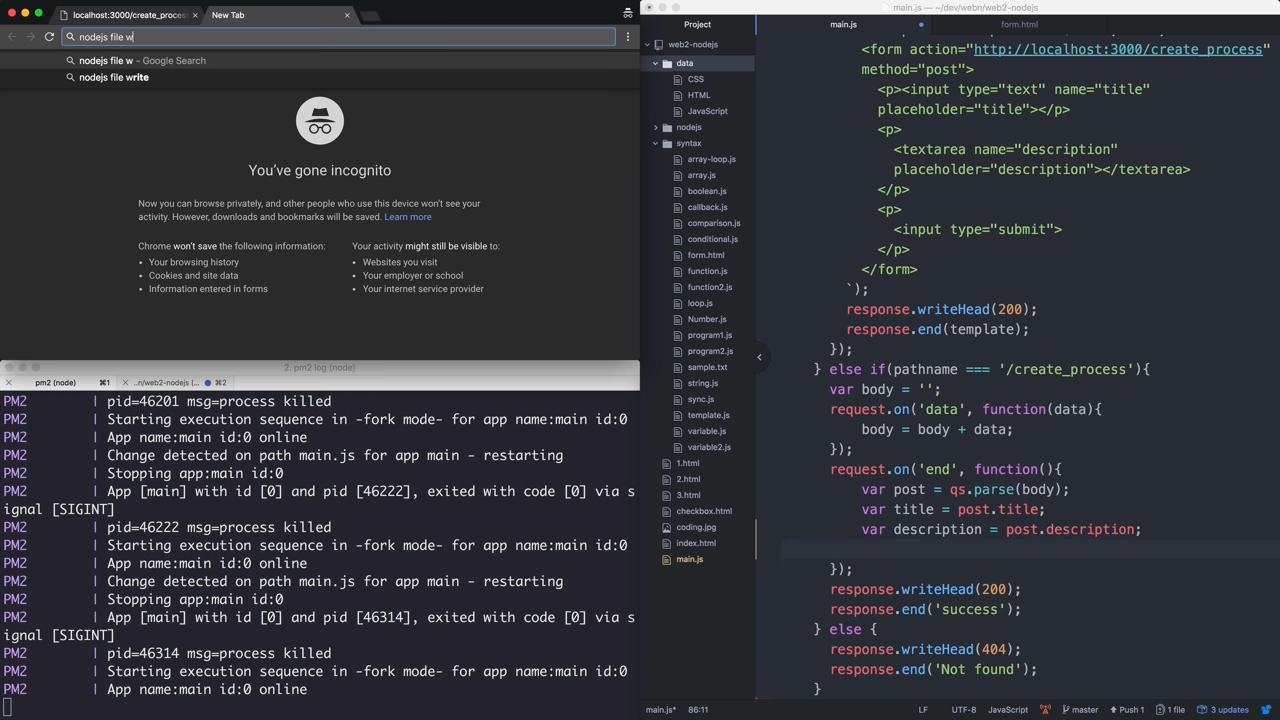 localhost:3000/create_process
New Tab
nodejs file w
nodejs file w - Google Search
nodejs file write
You've gone incognito
Now you can browse privately, and other people who use this device won't see your
activity. However, downloads and bookmarks will be saved. Learn more
Chrome won't save the following information:
• Your browsing history
• Cookies and site data
• Information entered in forms
Your activity might still be visible to:
• Websites you visit
• Your employer or school
• Your internet service provider
2. pm2 log (node)
pm2 (node) ⌘1
..n/web2-nodejs (... ⌘2
PM2 | pid=46201 msg=process killed
PM2 | Starting execution sequence in -fork mode- for app name:main id:0
PM2 | App name:main id:0 online
PM2 | Change detected on path main.js for app main - restarting
PM2 | Stopping app:main id:0
PM2 | App [main] with id [0] and pid [46222], exited with code [0] via s
ignal [SIGINT]
PM2 | pid=46222 msg=process killed
PM2 | Starting execution sequence in -fork mode- for app name:main id:0
PM2 | App name:main id:0 online
PM2 | Change detected on path main.js for app main - restarting
PM2 | Stopping app:main id:0
PM2 | App [main] with id [0] and pid [46314], exited with code [0] via s
ignal [SIGINT]
PM2 | pid=46314 msg=process killed
PM2 | Starting execution sequence in -fork mode- for app name:main id:0
PM2 | App name:main id:0 online
main.js — ~/dev/webn/web2-nodejs
Project
web2-nodejs
data
CSS
HTML
JavaScript
nodejs
syntax
array-loop.js
array.js
boolean.js
callback.js
comparison.js
conditional.js
form.html
function.js
function2.js
loop.js
Number.js
program1.js
program2.js
sample.txt
string.js
sync.js
template.js
variable.js
variable2.js
1.html
2.html
3.html
checkbox.html
coding.jpg
index.html
main.js
main.js
form.html
<form action="http://localhost:3000/create_process"
method="post">
<p><input type="text" name="title"
placeholder="title"></p>
<p>
<textarea name="description"
placeholder="description"></textarea>
</p>
<p>
<input type="submit">
</p>
</form>
`);
response.writeHead(200);
response.end(template);
});
} else if(pathname === '/create_process'){
var body = '';
request.on('data', function(data){
body = body + data;
});
request.on('end', function(){
var post = qs.parse(body);
var title = post.title;
var description = post.description;
});
response.writeHead(200);
response.end('success');
} else {
response.writeHead(404);
response.end('Not found');
}
main.js* 86:11
LF UTF-8 JavaScript master Push 1 1 file 3 updates